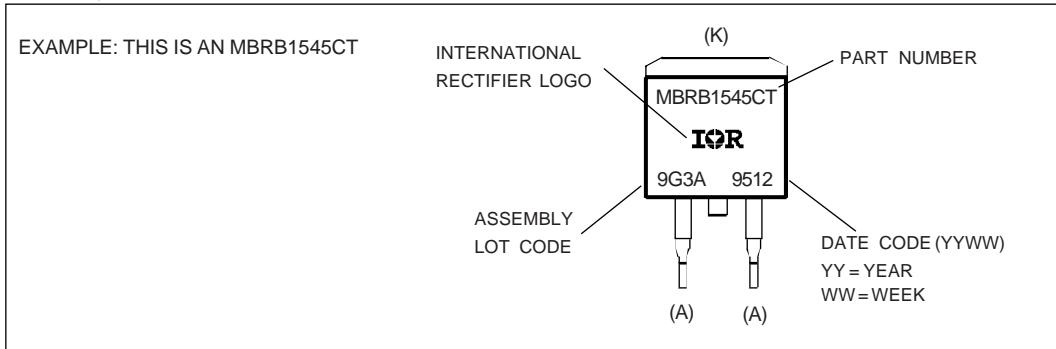 EXAMPLE: THIS IS AN MBRB1545CT
INTERNATIONAL
RECTIFIER LOGO
(K)
PART NUMBER
MBRB1545CT
IOR
9G3A 9512
ASSEMBLY
LOT CODE
DATE CODE (YYWW)
YY = YEAR
WW = WEEK
(A) (A)